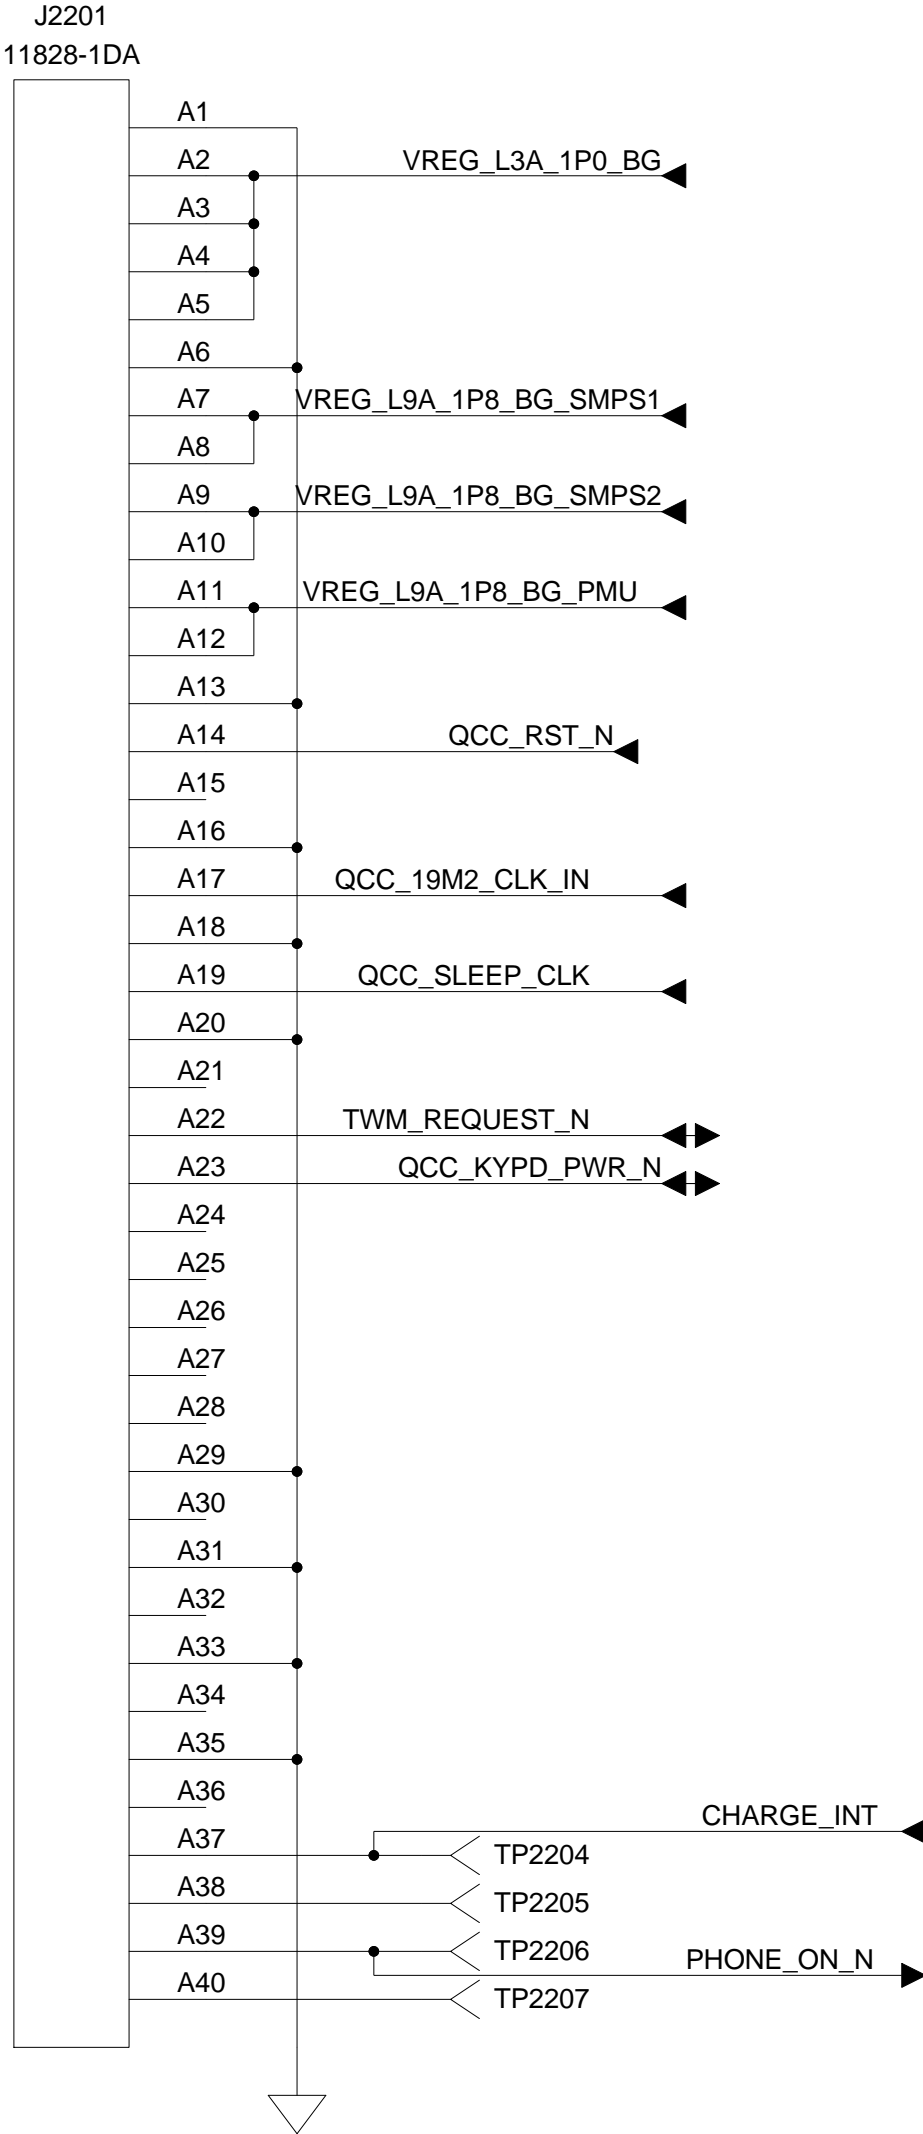 J2201
11828-1DA
A1
A2 VREG_L3A_1P0_BG
A3
A4
A5
A6
A7 VREG_L9A_1P8_BG_SMPS1
A8
A9 VREG_L9A_1P8_BG_SMPS2
A10
A11 VREG_L9A_1P8_BG_PMU
A12
A13
A14 QCC_RST_N
A15
A16
A17 QCC_19M2_CLK_IN
A18
A19 QCC_SLEEP_CLK
A20
A21
A22 TWM_REQUEST_N
A23 QCC_KYPD_PWR_N
A24
A25
A26
A27
A28
A29
A30
A31
A32
A33
A34
A35
A36
CHARGE_INT
A37 TP2204
A38 TP2205
A39 TP2206
PHONE_ON_N
A40 TP2207